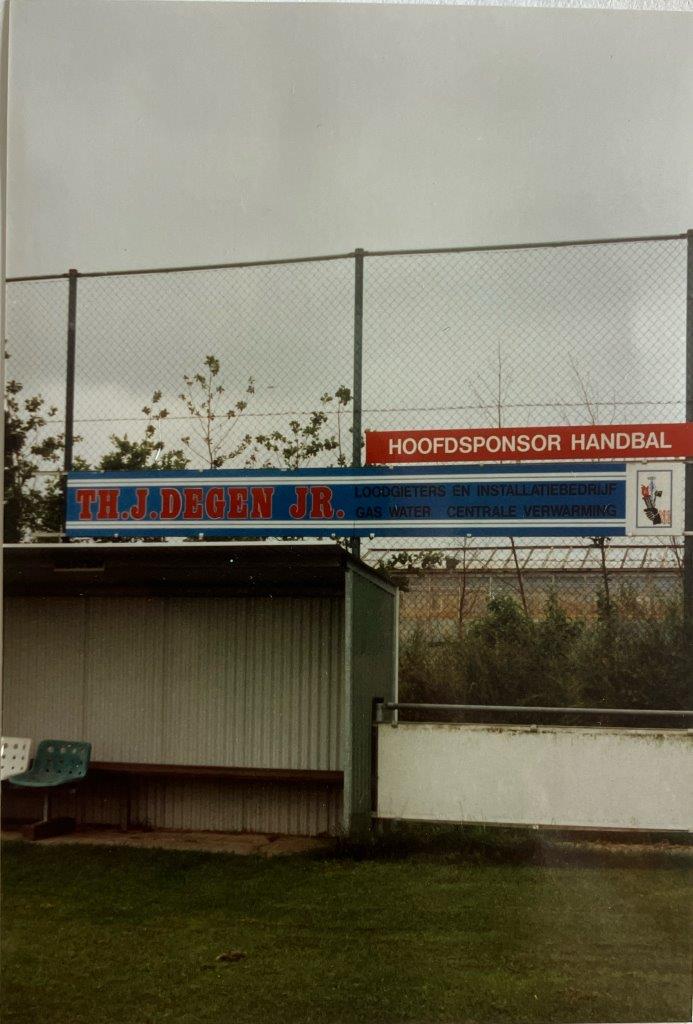 HOOFDSPONSOR HANDBAL
TH.J.DEGEN JR.
LOODGIETERS EN INSTALLATIEBEDRIJF
GAS WATER CENTRALE VERWARMING